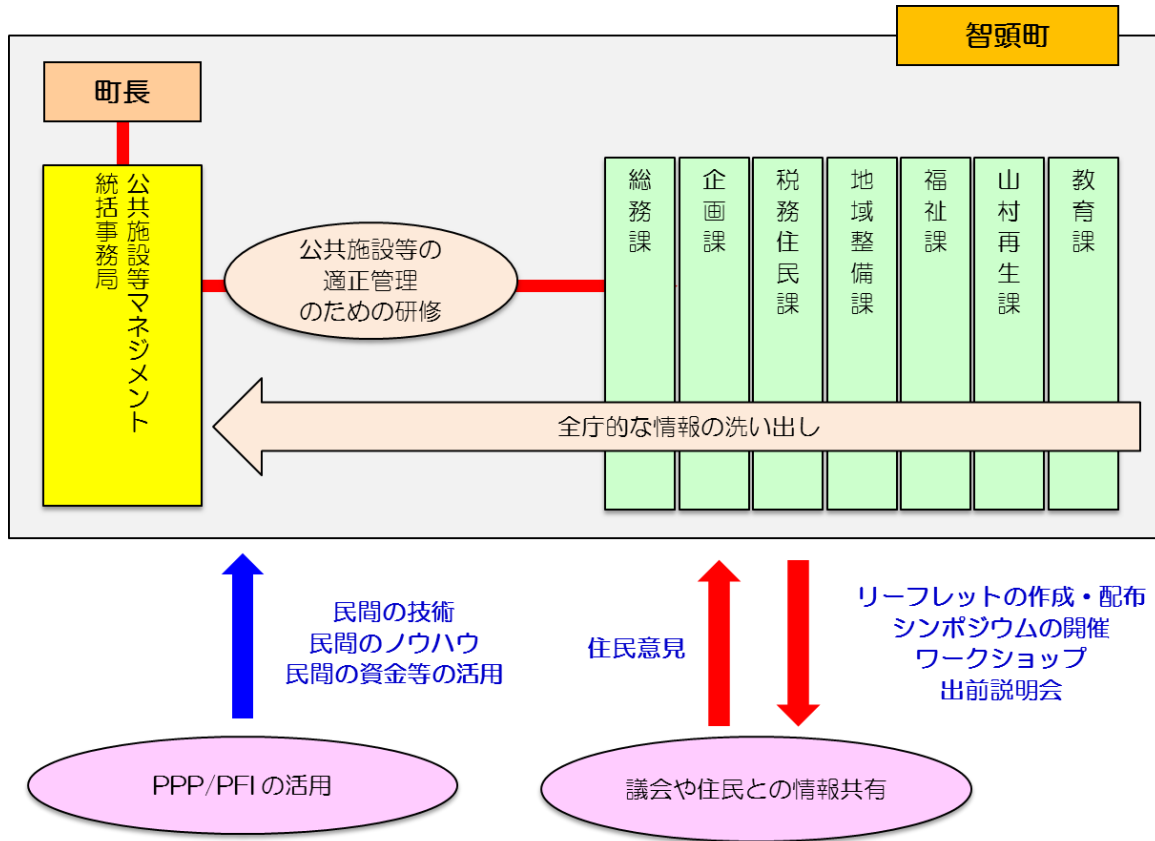 智頭町
町長
公共施設等マネジメント
統括事務局
公共施設等の
適正管理
のための研修
総務課
企画課
税務住民課
地域整備課
福祉課
山村再生課
教育課
全庁的な情報の洗い出し
民間の技術
民間のノウハウ
民間の資金等の活用
住民意見
リーフレットの作成・配布
シンポジウムの開催
ワークショップ
出前説明会
PPP/PFIの活用
議会や住民との情報共有